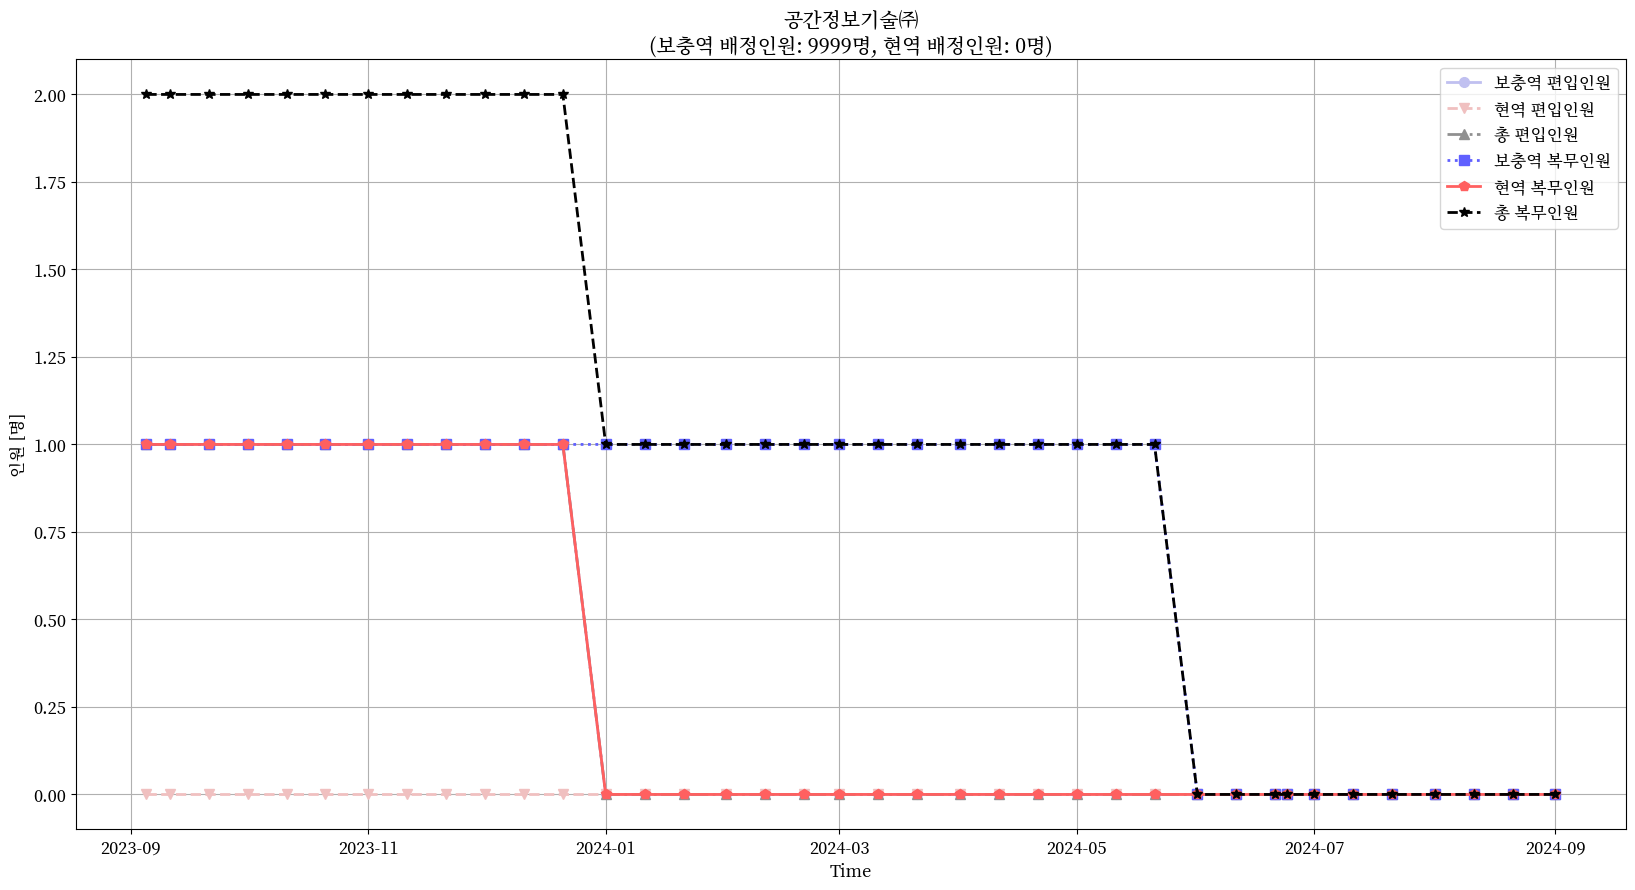 공간정보기술㈜
(보충역 배정인원: 9999명, 현역 배정인원: 0명)
보충역 편입인원
현역 편입인원
총 편입인원
보충역 복무인원
현역 복무인원
총 복무인원
인원 [명]
2.00
1.75
1.50
1.25
1.00
0.75
0.50
0.25
0.00
2023-09
2023-11
2024-01
2024-03
2024-05
2024-07
2024-09
Time